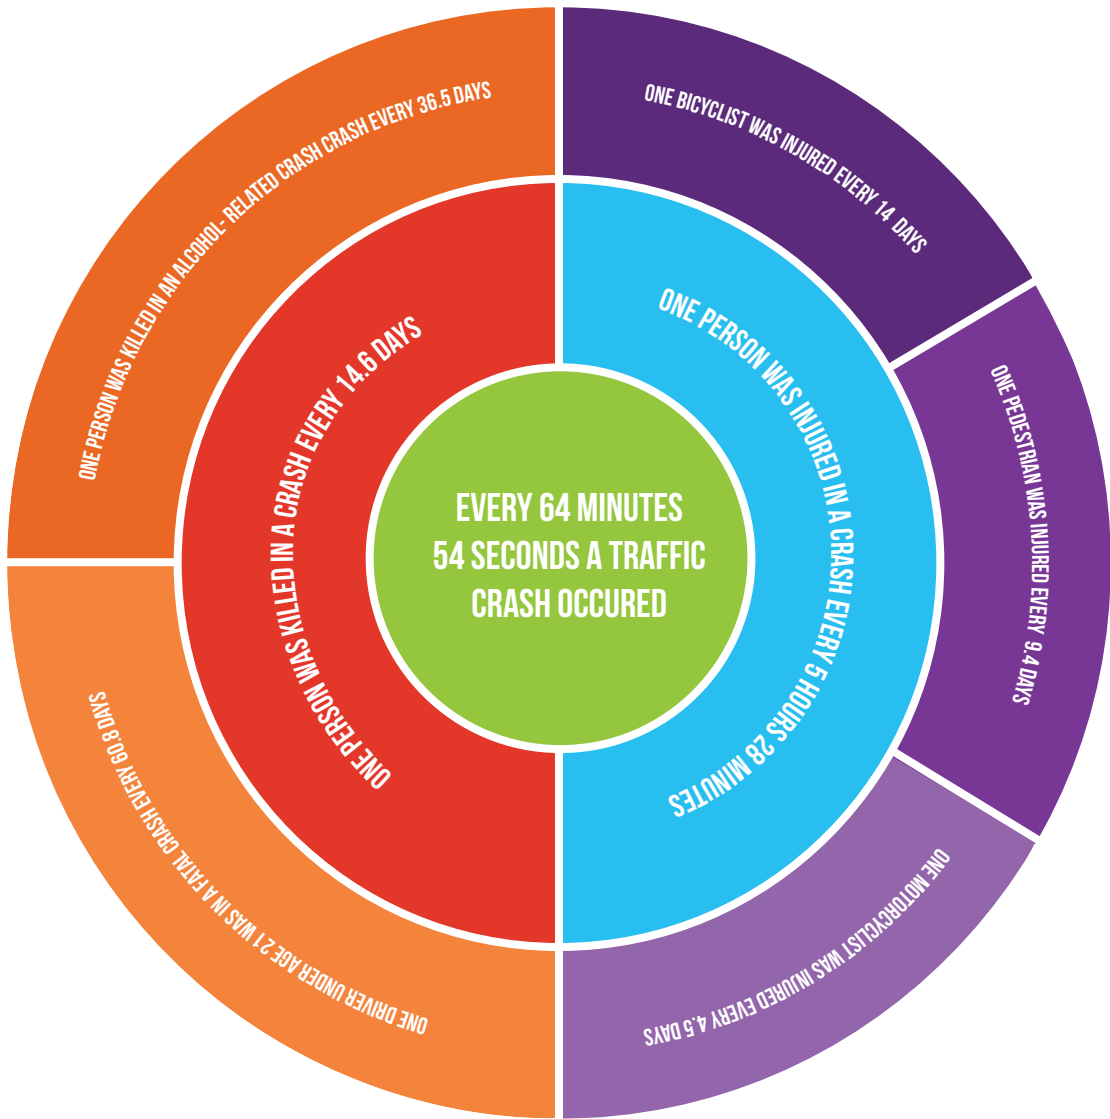 EVERY 64 MINUTES
54 SECONDS A TRAFFIC
CRASH OCCURED
ONE PERSON WAS KILLED IN A CRASH EVERY 14.6 DAYS
ONE PERSON WAS INJURED IN A CRASH EVERY 5 HOURS 28 MINUTES
ONE PERSON WAS KILLED IN AN ALCOHOL- RELATED CRASH CRASH EVERY 36.5 DAYS
ONE DRIVER UNDER AGE 21 WAS IN A FATAL CRASH EVERY 60.8 DAYS
ONE BICYCLIST WAS INJURED EVERY 14 DAYS
ONE PEDESTRIAN WAS INJURED EVERY 9.4 DAYS
ONE MOTORCYCLIST WAS INJURED EVERY 4.5 DAYS